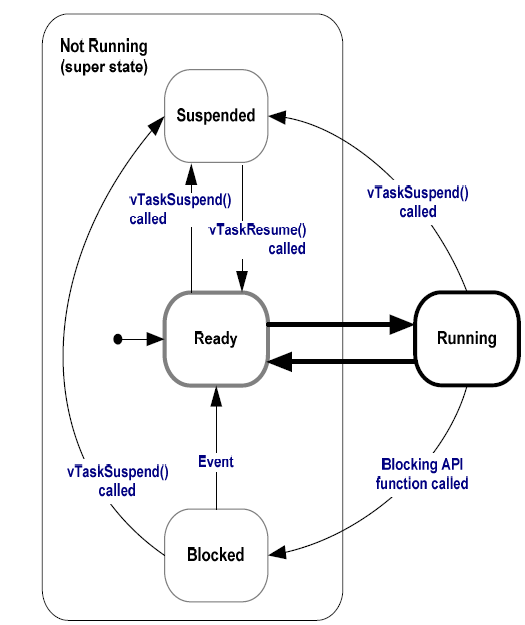 Not Running
(super state)
Suspended
vTaskSuspend()
called
vTaskResume()
called
vTaskSuspend()
called
Ready
Running
Event
vTaskSuspend()
called
Blocking API
function called
Blocked